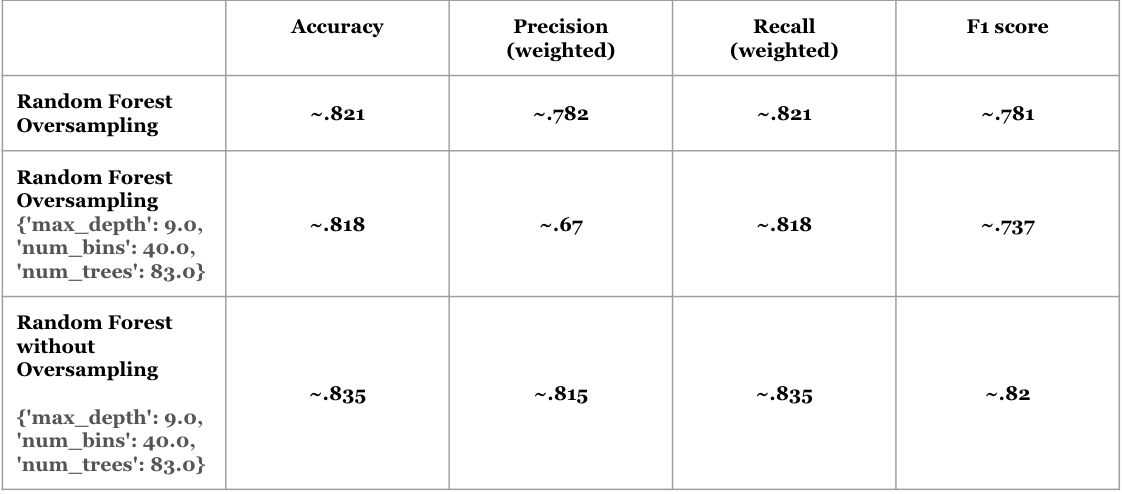 Accuracy
Precision
(weighted)
Recall
(weighted)
F1 score
Random Forest
Oversampling
~.821
~.782
~.821
~.781
Random Forest
Oversampling
{'max_depth': 9.0,
'num_bins': 40.0,
'num_trees': 83.0}
~.818
~.67
~.818
~.737
Random Forest
without
Oversampling
{'max_depth': 9.0,
'num_bins': 40.0,
'num_trees': 83.0}
~.835
~.815
~.835
~.82